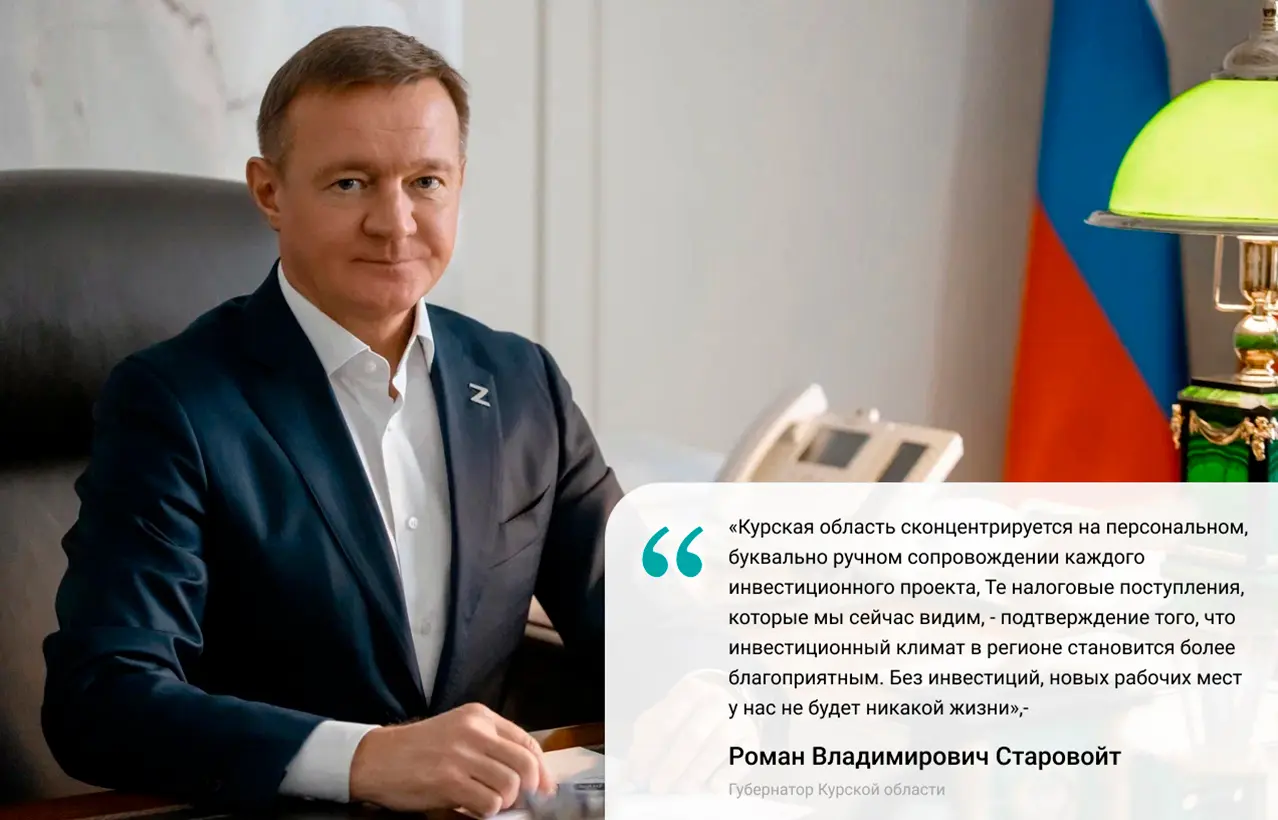 Z
«Курская область сконцентрируется на персональном,
буквально ручном сопровождении каждого
инвестиционного проекта, Те налоговые поступления,
которые мы сейчас видим, - подтверждение того, что
инвестиционный климат в регионе становится более
благоприятным. Без инвестиций, новых рабочих мест
у нас не будет никакой жизни»,-
Роман Владимирович Старовойт
Губернатор Курской области